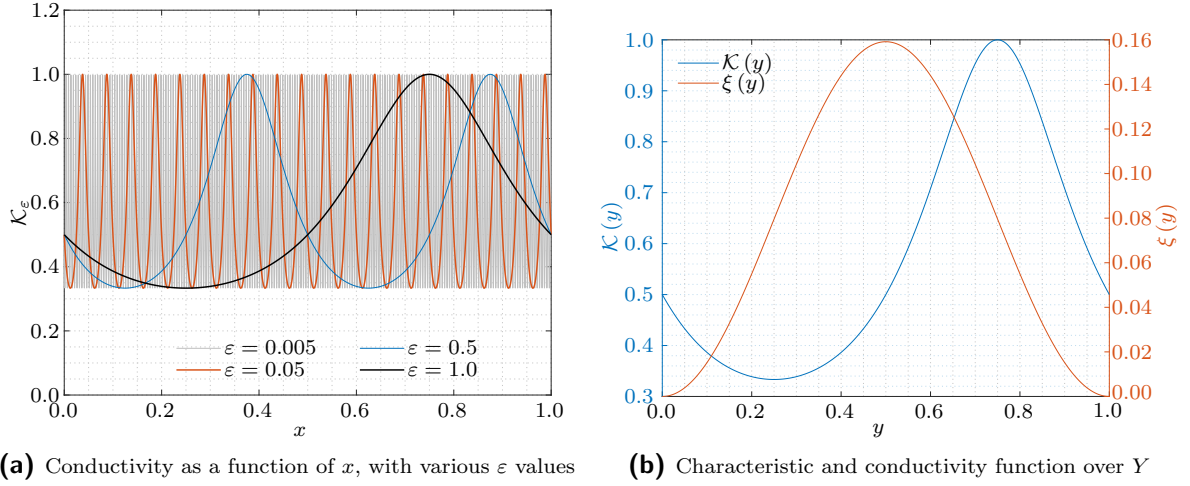 1.2
1.0
0.8
0.6
0.4
0.2
0.0
𝒦_ε
ε = 0.005
ε = 0.05
ε = 0.5
ε = 1.0
0.0 0.2 0.4 0.6 0.8 1.0
x
(a) Conductivity as a function of x, with various ε values
1.0
0.9
0.8
0.7
0.6
0.5
0.4
0.3
𝒦 (y)
𝒦 (y)
ξ (y)
0.16
0.14
0.12
0.10
0.08
0.06
0.04
0.02
0.00
ξ (y)
0.0 0.2 0.4 0.6 0.8 1.0
y
(b) Characteristic and conductivity function over Y